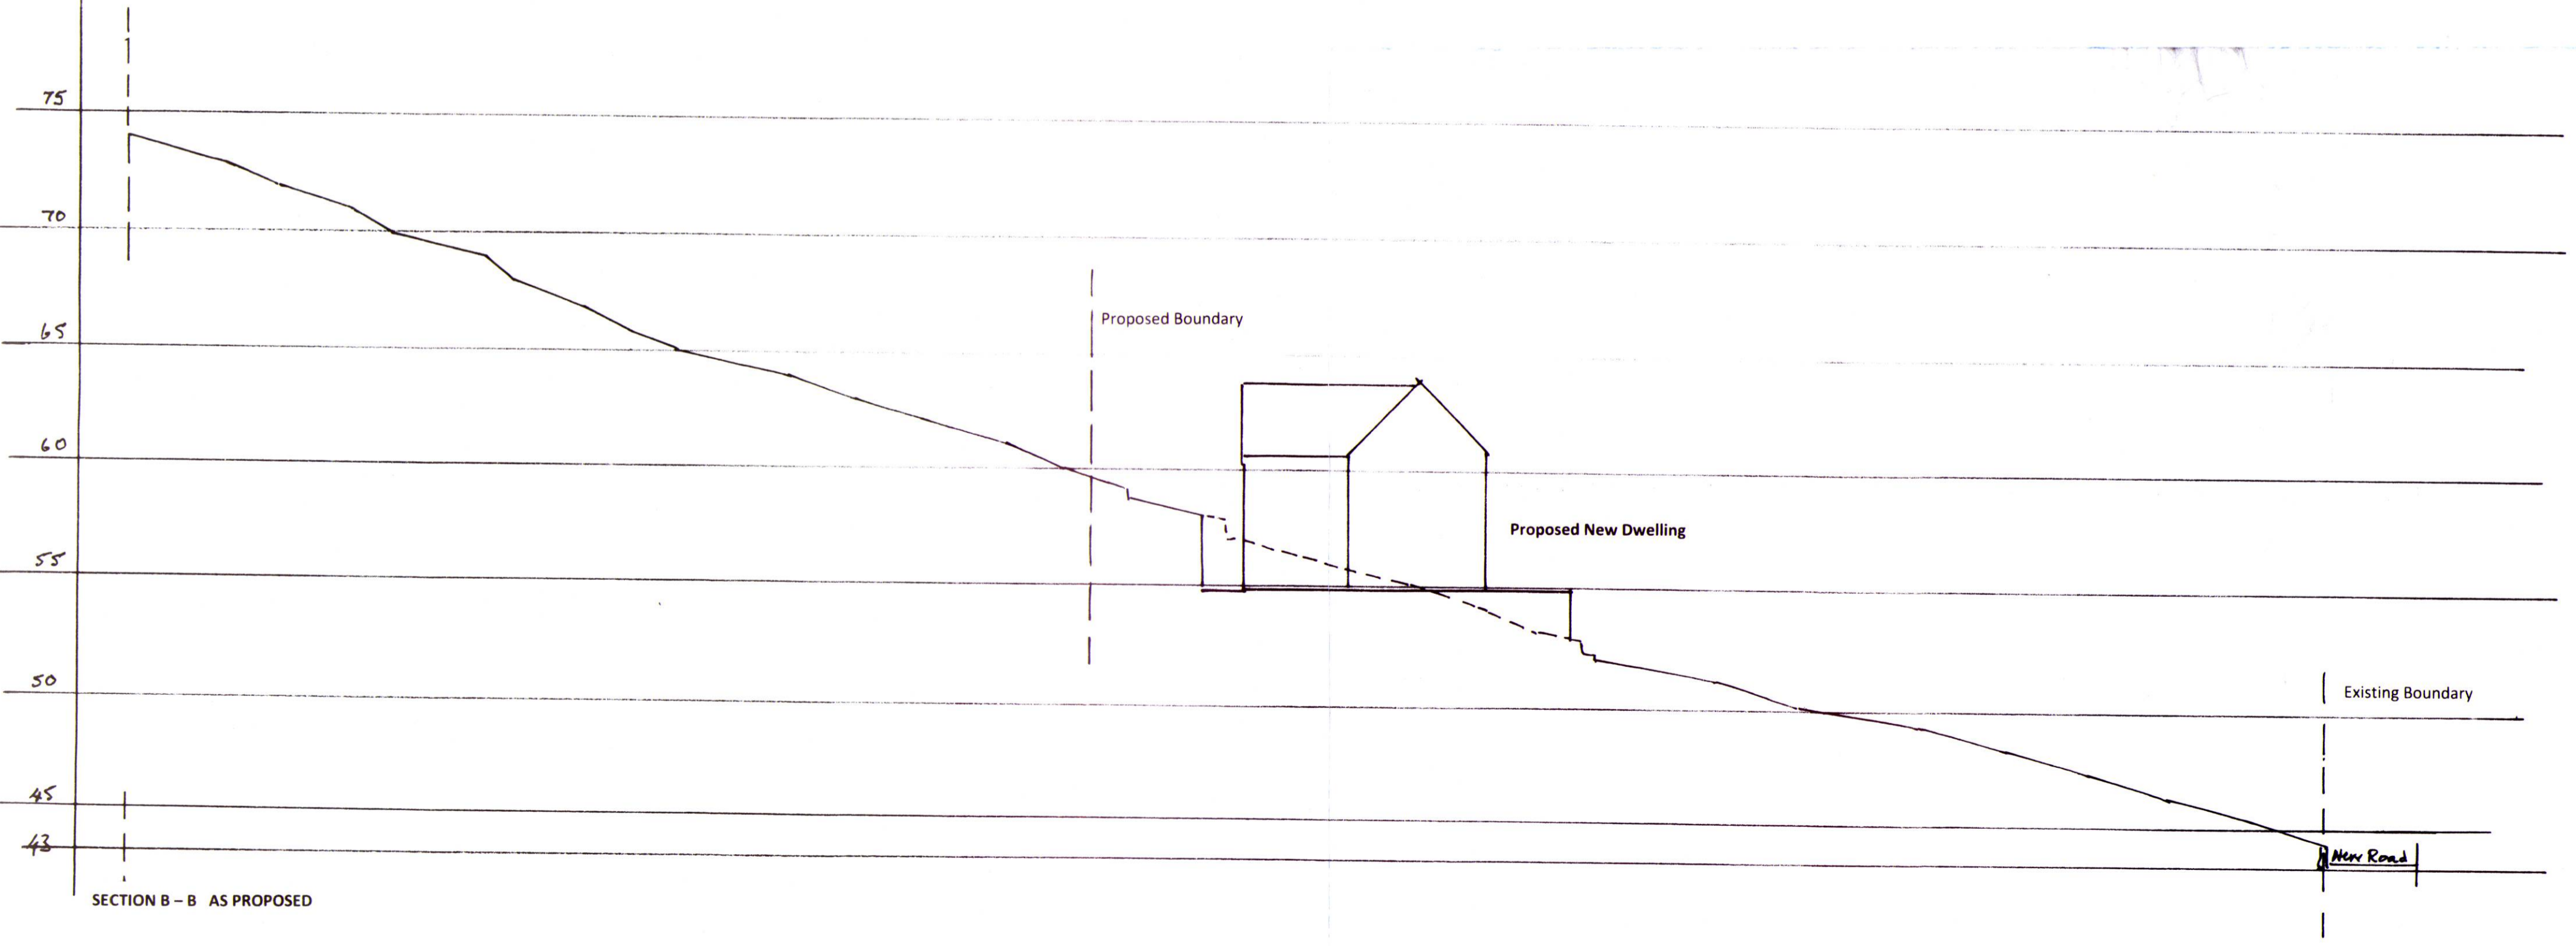 75
70
65
Proposed Boundary
60
Proposed New Dwelling
55
50
Existing Boundary
45
43
New Road
SECTION B – B AS PROPOSED